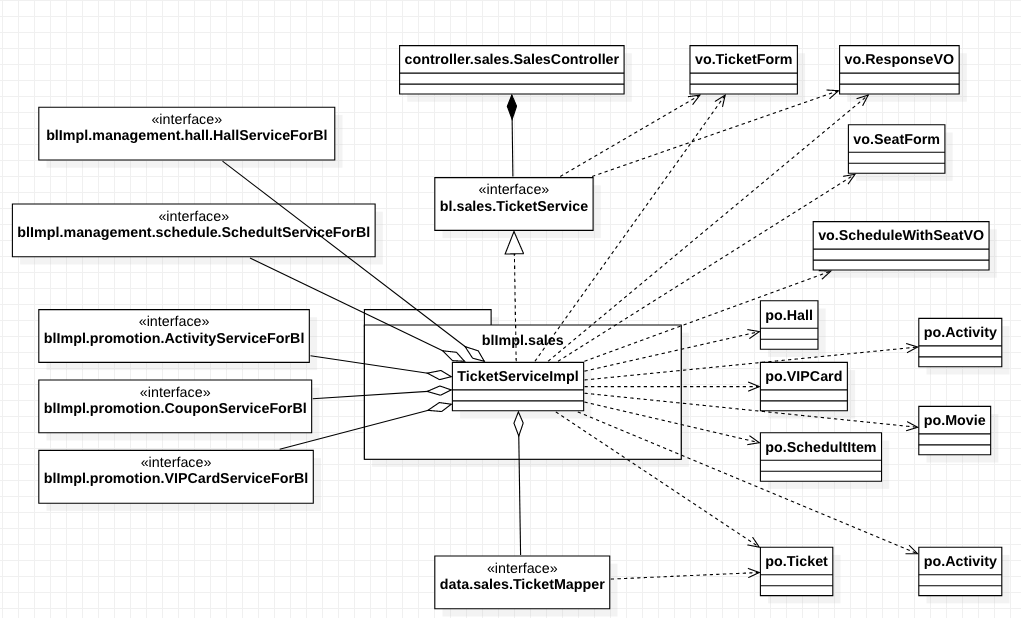 controller.sales.SalesController
vo.TicketForm
vo.ResponseVO
«interface»
blImpl.management.hall.HallServiceForBl
vo.SeatForm
«interface»
bl.sales.TicketService
«interface»
blImpl.management.schedule.SchedultServiceForBl
vo.ScheduleWithSeatVO
«interface»
blImpl.promotion.ActivityServiceForBl
po.Hall
po.Activity
blImpl.sales
TicketServiceImpl
po.VIPCard
«interface»
blImpl.promotion.CouponServiceForBl
po.Movie
po.SchedultItem
«interface»
blImpl.promotion.VIPCardServiceForBl
«interface»
data.sales.TicketMapper
po.Ticket
po.Activity